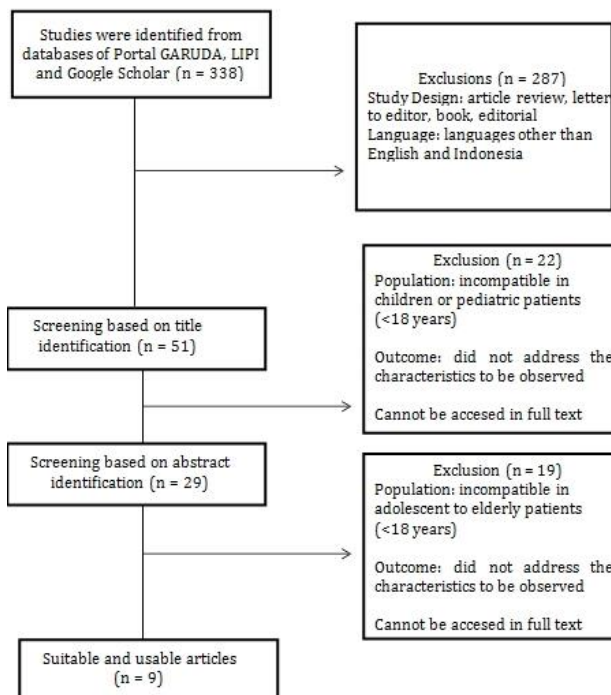 Studies were identified from
databases of Portal GARUDA, LIPI
and Google Scholar (n = 338)
Exclusions (n = 287)
Study Design: article review, letter
to editor, book, editorial
Language: languages other than
English and Indonesia
Screening based on title
identification (n = 51)
Exclusion (n = 22)
Population: incompatible in
children or pediatric patients
(<18 years)
Outcome: did not address the
characteristics to be observed
Cannot be accesed in full text
Screening based on abstract
identification (n = 29)
Exclusion (n = 19)
Population: incompatible in
adolescent to elderly patients
(<18 years)
Outcome: did not address the
characteristics to be observed
Cannot be accesed in full text
Suitable and usable articles
(n = 9)